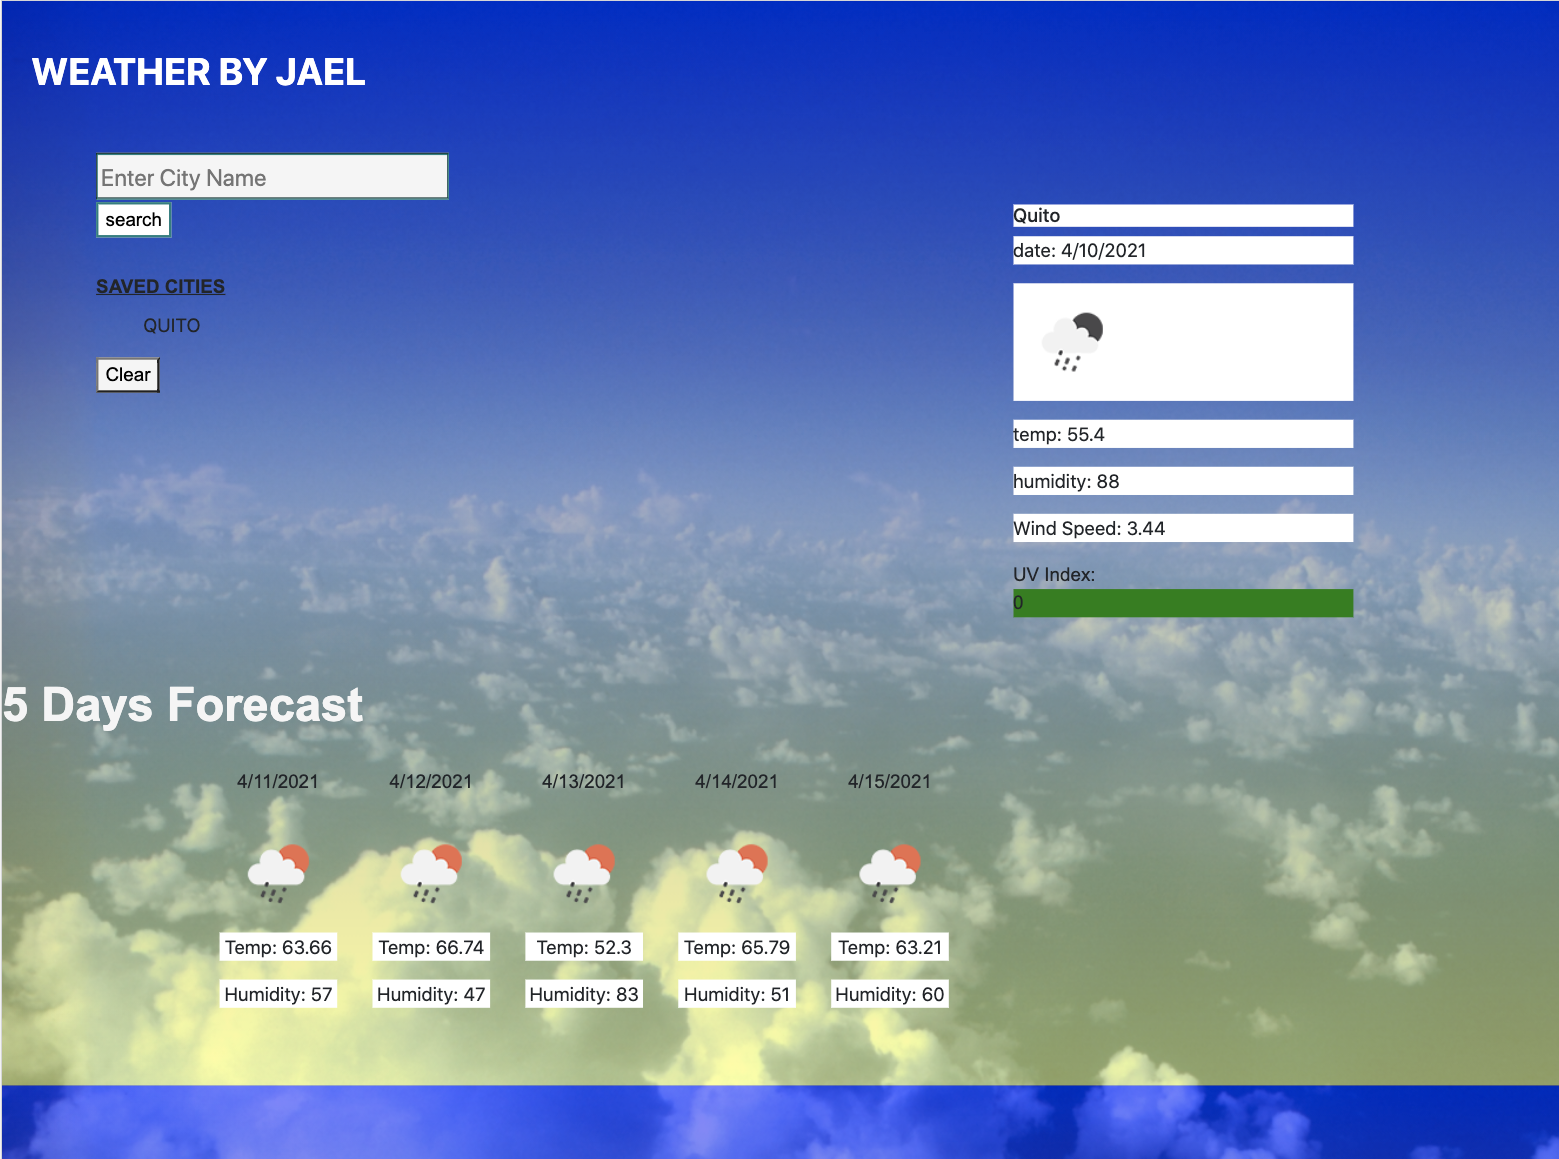 WEATHER BY JAEL
Enter City Name
search
SAVED CITIES
QUITO
Clear
Quito
date: 4/10/2021
temp: 55.4
humidity: 88
Wind Speed: 3.44
UV Index:
0
5 Days Forecast
4/11/2021 4/12/2021 4/13/2021 4/14/2021 4/15/2021
Temp: 63.66 Temp: 66.74 Temp: 52.3 Temp: 65.79 Temp: 63.21
Humidity: 57 Humidity: 47 Humidity: 83 Humidity: 51 Humidity: 60